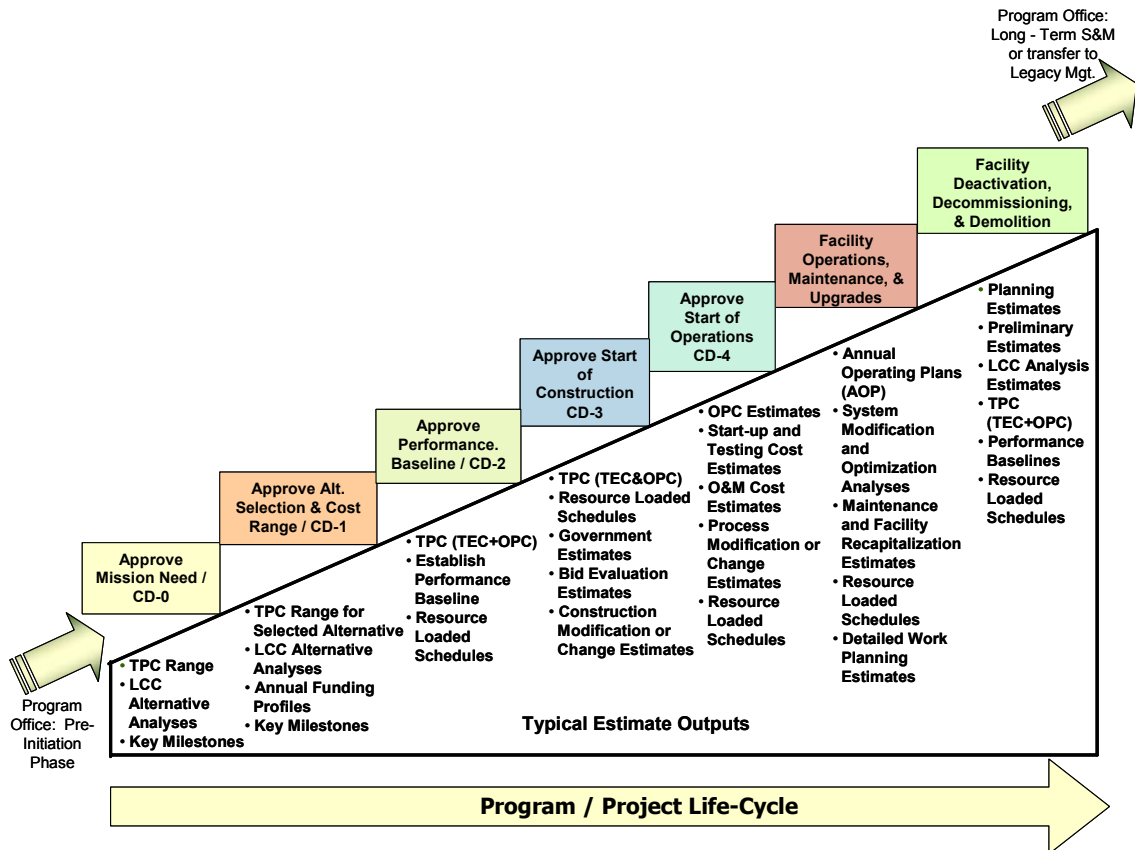 Program Office:
Long - Term S&M
or transfer to
Legacy Mgt.
Facility
Deactivation,
Decommissioning,
& Demolition
Facility
Operations,
Maintenance, &
Upgrades
Approve
Start of
Operations
CD-4
Approve Start
of
Construction
CD-3
Approve
Performance.
Baseline / CD-2
Approve Alt.
Selection & Cost
Range / CD-1
Approve
Mission Need /
CD-0
Program
Office: Pre-
Initiation
Phase
• TPC Range
• LCC
Alternative
Analyses
• Key Milestones
• TPC Range for
Selected Alternative
• LCC Alternative
Analyses
• Annual Funding
Profiles
• Key Milestones
• TPC (TEC+OPC)
• Establish
Performance
Baseline
• Resource
Loaded
Schedules
• TPC (TEC&OPC)
• Resource Loaded
Schedules
• Government
Estimates
• Bid Evaluation
Estimates
• Construction
Modification or
Change Estimates
• OPC Estimates
• Start-up and
Testing Cost
Estimates
• O&M Cost
Estimates
• Process
Modification or
Change
Estimates
• Resource
Loaded
Schedules
• Annual
Operating Plans
(AOP)
• System
Modification
and
Optimization
Analyses
• Maintenance
and Facility
Recapitalization
Estimates
• Resource
Loaded
Schedules
• Detailed Work
Planning
Estimates
• Planning
Estimates
• Preliminary
Estimates
• LCC Analysis
Estimates
• TPC
(TEC+OPC)
• Performance
Baselines
• Resource
Loaded
Schedules
Typical Estimate Outputs
Program / Project Life-Cycle